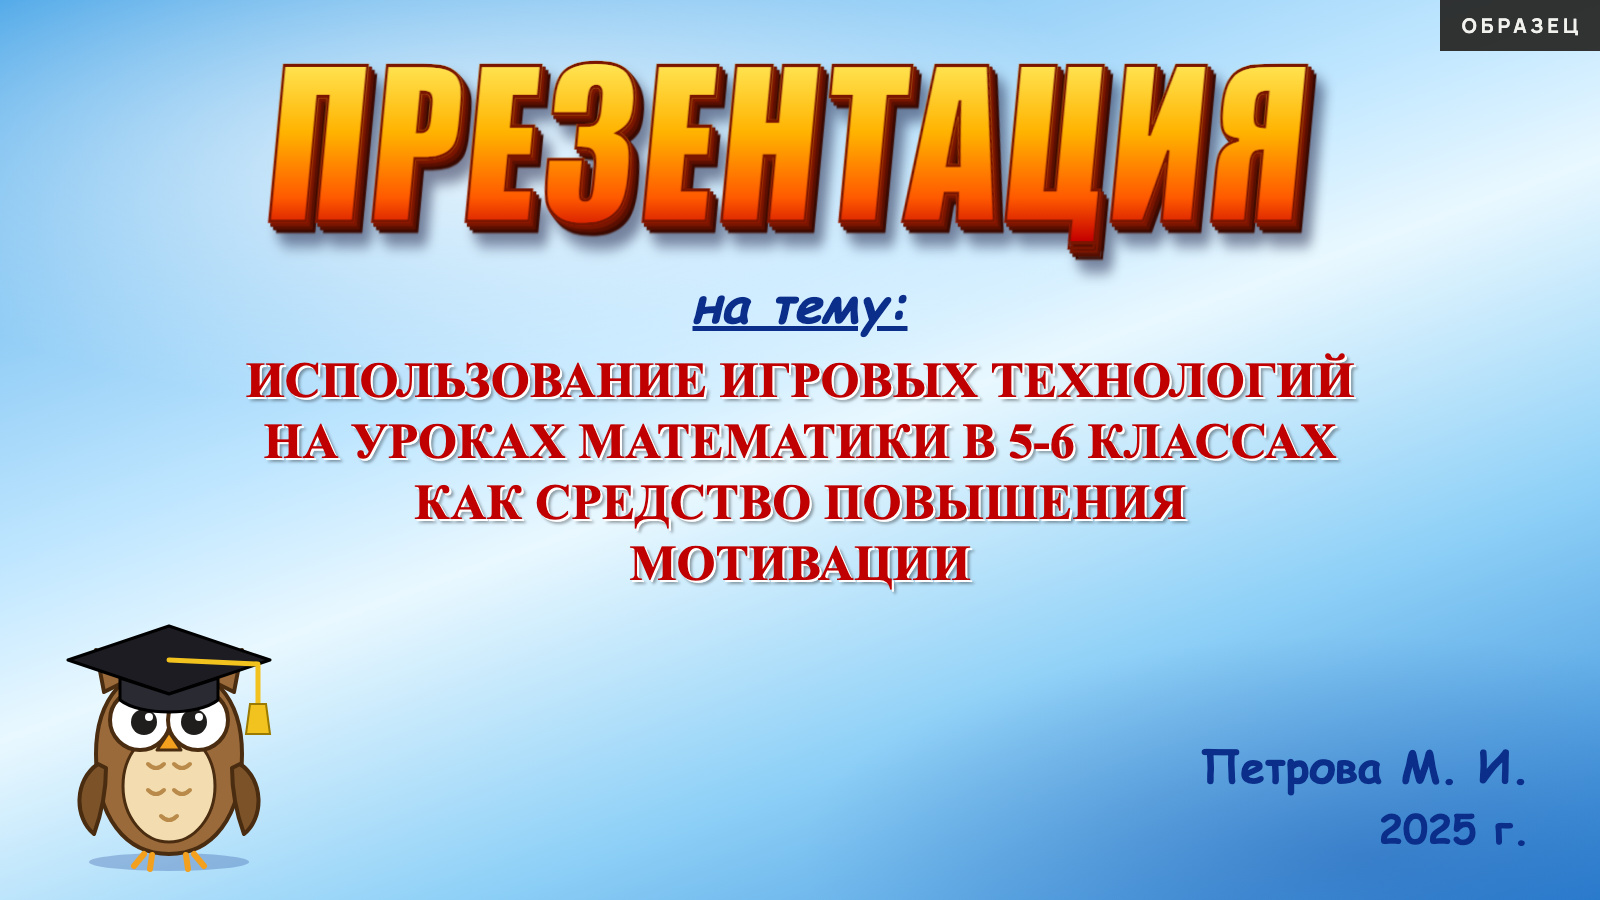 ОБРАЗЕЦ
ПРЕЗЕНТАЦИЯ
на тему:
ИСПОЛЬЗОВАНИЕ ИГРОВЫХ ТЕХНОЛОГИЙ
НА УРОКАХ МАТЕМАТИКИ В 5-6 КЛАССАХ
КАК СРЕДСТВО ПОВЫШЕНИЯ
МОТИВАЦИИ
Петрова М. И.
2025 г.